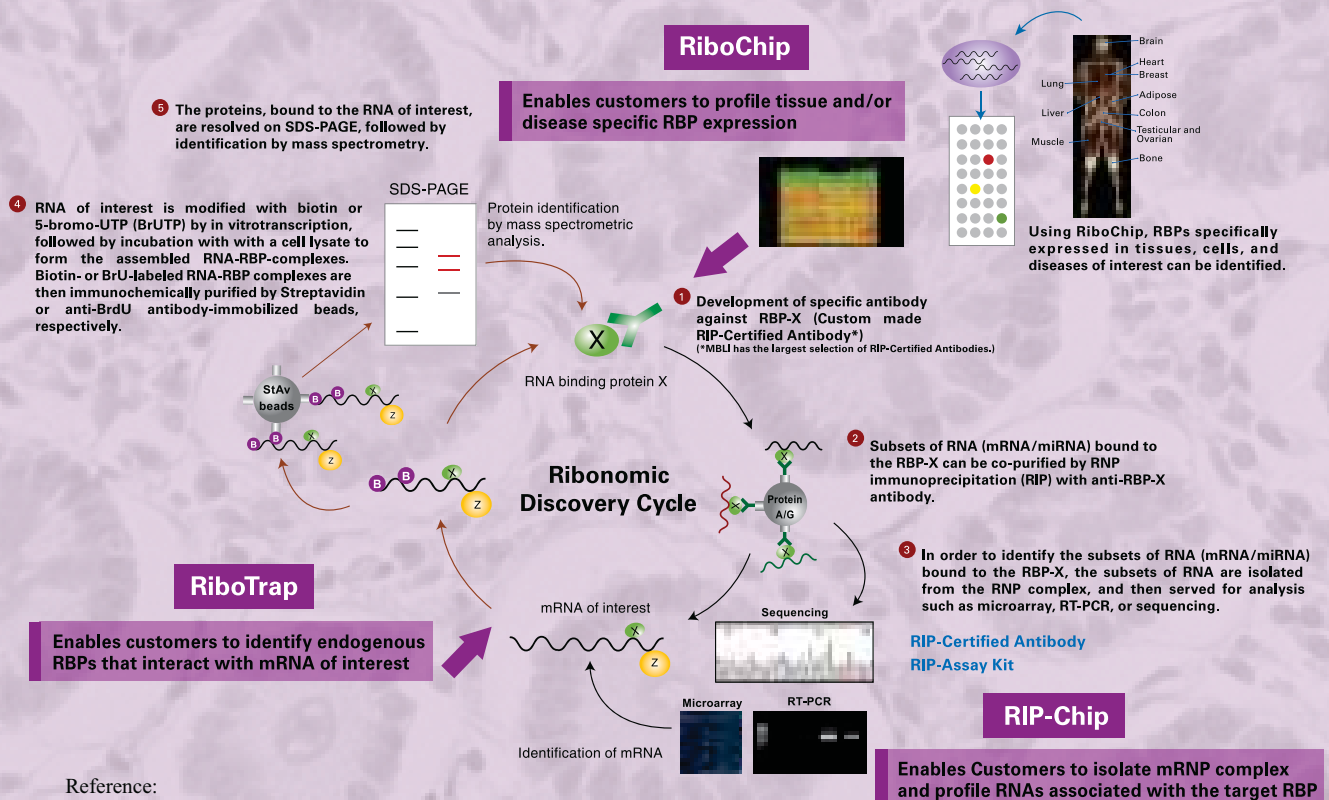 RiboChip
Enables customers to profile tissue and/or
disease specific RBP expression
Brain
Heart
Breast
Lung
Adipose
Liver
Colon
Testicular and
Ovarian
Muscle
Bone
Using RiboChip, RBPs specifically
expressed in tissues, cells, and
diseases of interest can be identified.
5 The proteins, bound to the RNA of interest,
are resolved on SDS-PAGE, followed by
identification by mass spectrometry.
SDS-PAGE
Protein identification
by mass spectrometric
analysis.
4 RNA of interest is modified with biotin or
5-bromo-UTP (BrUTP) by in vitrotranscription,
followed by incubation with with a cell lysate to
form the assembled RNA-RBP-complexes.
Biotin- or BrU-labeled RNA-RBP complexes are
then immunochemically purified by Streptavidin
or anti-BrdU antibody-immobilized beads,
respectively.
X
RNA binding protein X
1 Development of specific antibody
against RBP-X (Custom made
RIP-Certified Antibody*)
(*MBLI has the largest selection of RIP-Certified Antibodies.)
StAv
beads
B B X Z
B B X Z
B B X Z
Ribonomic
Discovery Cycle
X
X
Protein
A/G
X
2 Subsets of RNA (mRNA/miRNA) bound to
the RBP-X can be co-purified by RNP
immunoprecipitation (RIP) with anti-RBP-X
antibody.
3 In order to identify the subsets of RNA (mRNA/miRNA)
bound to the RBP-X, the subsets of RNA are isolated
from the RNP complex, and then served for analysis
such as microarray, RT-PCR, or sequencing.
RIP-Certified Antibody
RIP-Assay Kit
RiboTrap
Enables customers to identify endogenous
RBPs that interact with mRNA of interest
mRNA of interest
X
Z
Sequencing
Microarray
RT-PCR
Identification of mRNA
RIP-Chip
Enables Customers to isolate mRNP complex
and profile RNAs associated with the target RBP
Reference: